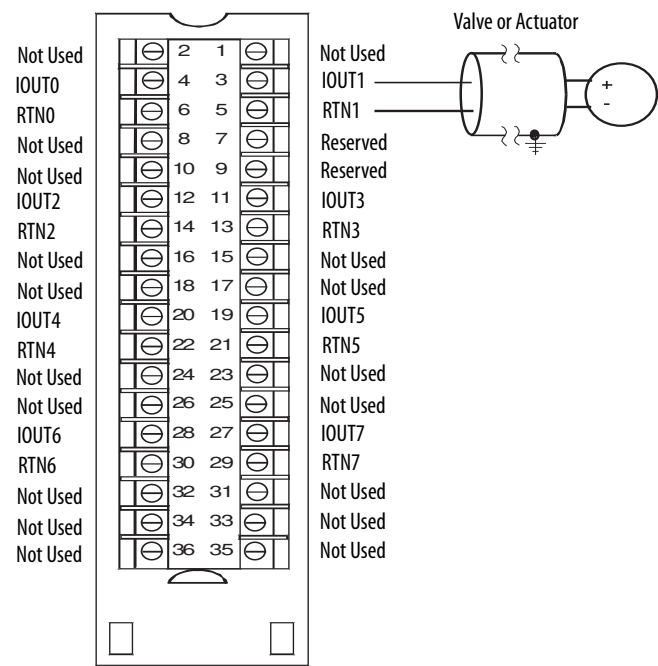 Valve or Actuator
Not Used 2 1 Not Used
IOUT0 4 3 IOUT1 +
RTN0 6 5 RTN1 -
Not Used 8 7 Reserved
Not Used 10 9 Reserved
IOUT2 12 11 IOUT3
RTN2 14 13 RTN3
Not Used 16 15 Not Used
Not Used 18 17 Not Used
IOUT4 20 19 IOUT5
RTN4 22 21 RTN5
Not Used 24 23 Not Used
Not Used 26 25 Not Used
IOUT6 28 27 IOUT7
RTN6 30 29 RTN7
Not Used 32 31 Not Used
Not Used 34 33 Not Used
Not Used 36 35 Not Used